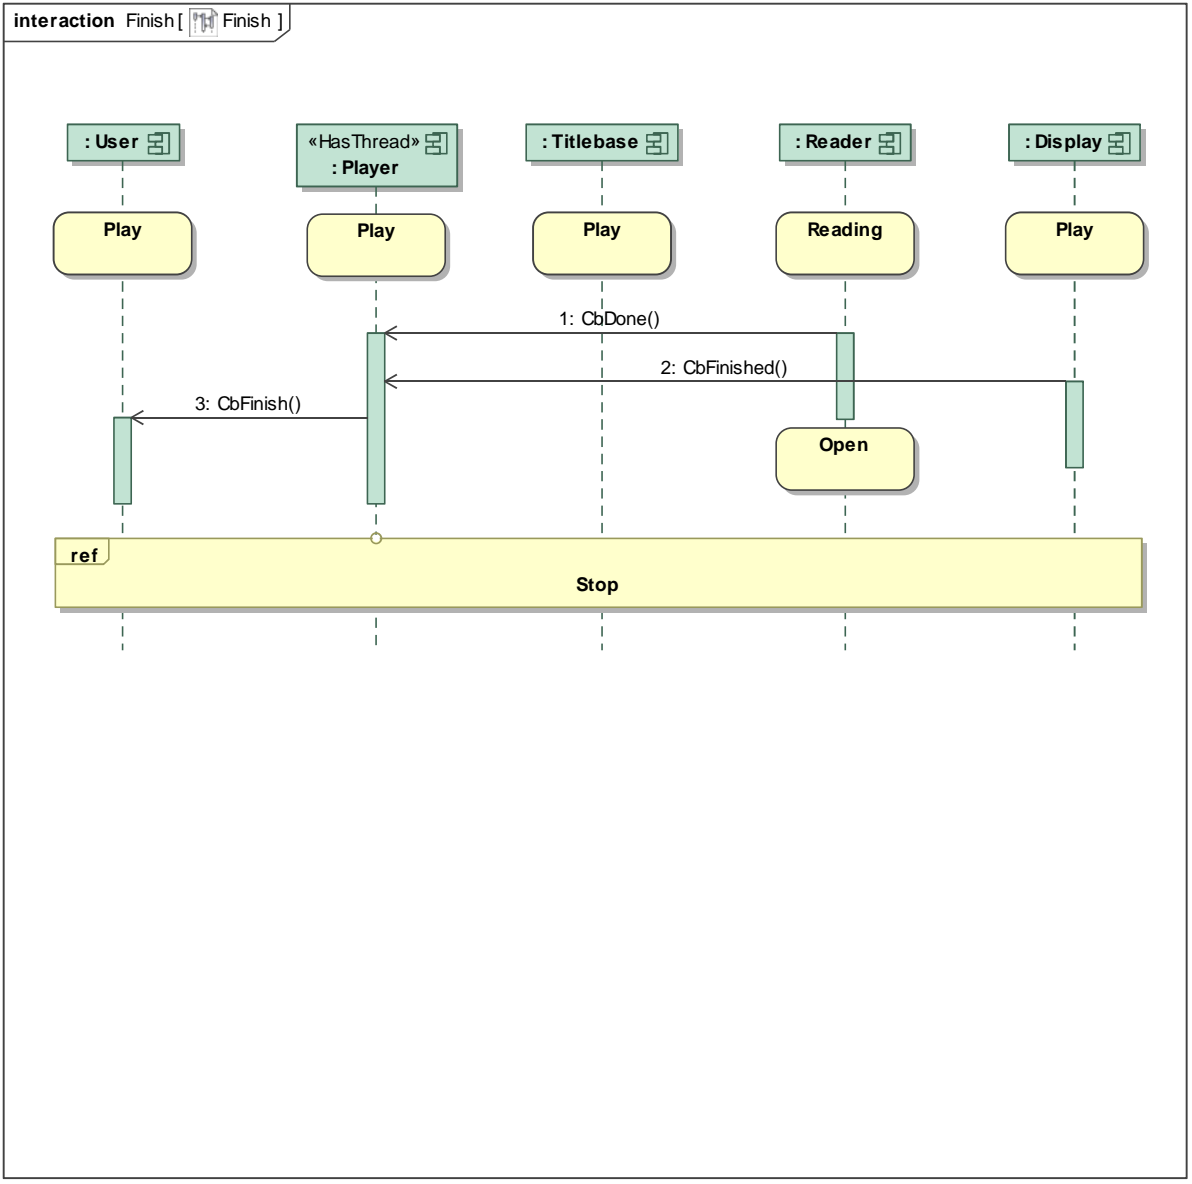 interaction Finish [ Finish ]
: User
«HasThread»
: Player
: Titlebase
: Reader
: Display
Play
Play
Play
Reading
Play
1: CbDone()
2: CbFinished()
3: CbFinish()
Open
ref
Stop